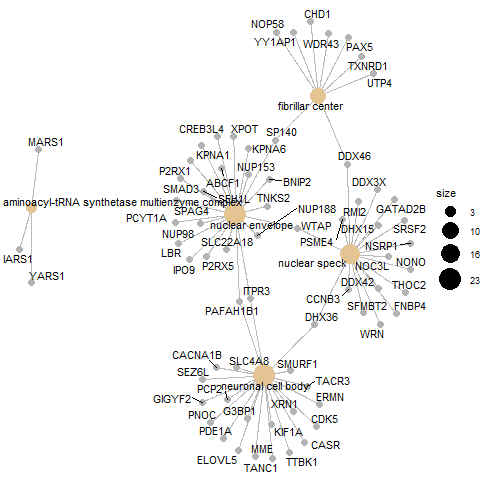 CHD1
NOP58
YY1AP1
WDR43
PAX5
TXNRD1
UTP4
fibrillar center
CREB3L4
XPOT
SP140
MARS1
KPNA1
KPNA6
DDX46
P2RX1
ABCF1
NUP153
BNIP2
DDX3X
SMAD3
SEH1L
TNKS2
size
aminoacyl-tRNA synthetase multienzyme complex
SPAG4
NUP188
RMI2
GATAD2B
3
PCYT1A
nuclear envelope
WTAP
DHX15
SRSF2
10
NUP98
SLC22A18
PSME4
NSRP1
LBR
nuclear speck
NOC3L
NONO
16
IARS1
IPO9
P2RX5
YARS1
DDX42
THOC2
23
ITPR3
CCNB3
SFMBT2
FNBP4
PAFAH1B1
DHX36
WRN
CACNA1B
SLC4A8
SMURF1
SEZ6L
PCP2
neuronal cell body
TACR3
GIGYF2
ERMN
PNOC
G3BP1
XRN1
CDK5
PDE1A
KIF1A
CASR
MME
ELOVL5
TANC1
TTBK1